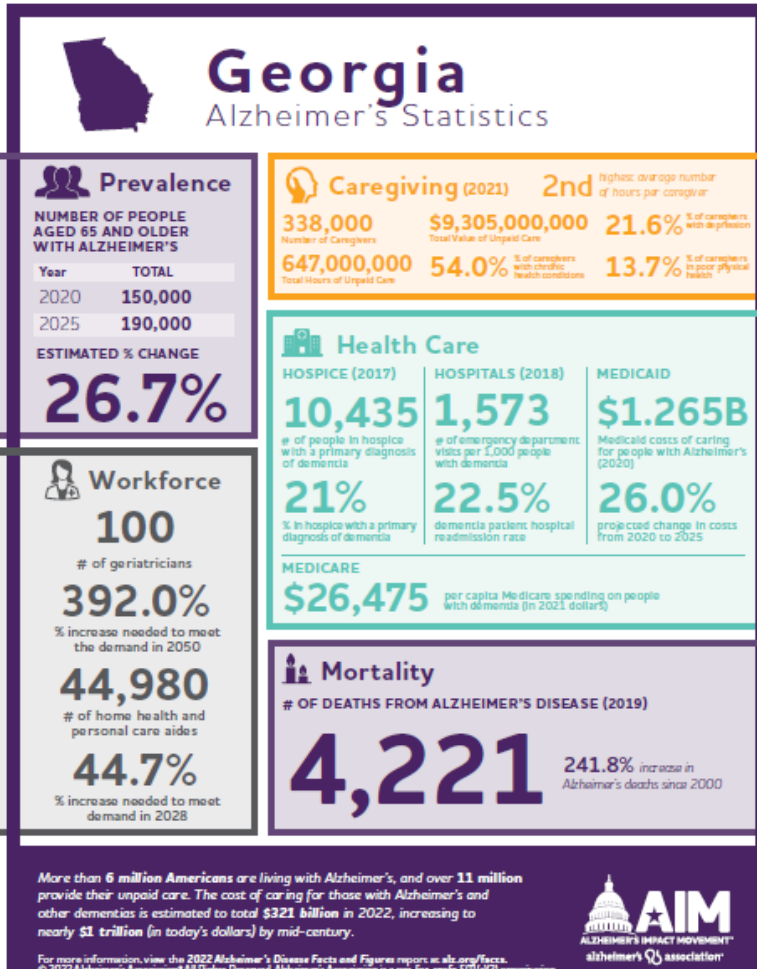 Georgia
Alzheimer's Statistics
Prevalence
NUMBER OF PEOPLE
AGED 65 AND OLDER
WITH ALZHEIMER'S
Year TOTAL
2020 150,000
2025 190,000
ESTIMATED % CHANGE
26.7%
Workforce
100
# of geriatricians
392.0%
% increase needed to meet
the demand in 2050
44,980
# of home health and
personal care aides
44.7%
% increase needed to meet
demand in 2028
Caregiving (2021)
2nd highest average number
of hours per caregiver
338,000
Number of Caregivers
$9,305,000,000
Total Value of Unpaid Care
21.6% % of caregivers
with depression
647,000,000
Total Hours of Unpaid Care
54.0% % of caregivers
with chronic
health conditions
13.7% % of caregivers
in poor physical
health
Health Care
HOSPICE (2017)
10,435
# of people in hospice
with a primary diagnosis
of dementia
21%
% in hospice with a primary
diagnosis of dementia
HOSPITALS (2018)
1,573
# of emergency department
visits per 1,000 people
with dementia
22.5%
dementia patient hospital
readmission rate
MEDICAID
$1.265B
Medicaid costs of caring
for people with Alzheimer's
(2020)
26.0%
projected change in costs
from 2020 to 2025
MEDICARE
$26,475 per capita Medicare spending on people
with dementia (in 2021 dollars)
Mortality
# OF DEATHS FROM ALZHEIMER'S DISEASE (2019)
4,221
241.8% increase in
Alzheimer's deaths since 2000
More than 6 million Americans are living with Alzheimer's, and over 11 million
provide their unpaid care. The cost of caring for those with Alzheimer's and
other dementias is estimated to total $321 billion in 2022, increasing to
nearly $1 trillion (in today's dollars) by mid-century.
For more information, view the 2022 Alzheimer's Disease Facts and Figures report at alz.org/facts.
AIM
ALZHEIMER'S IMPACT MOVEMENT
alzheimer's association